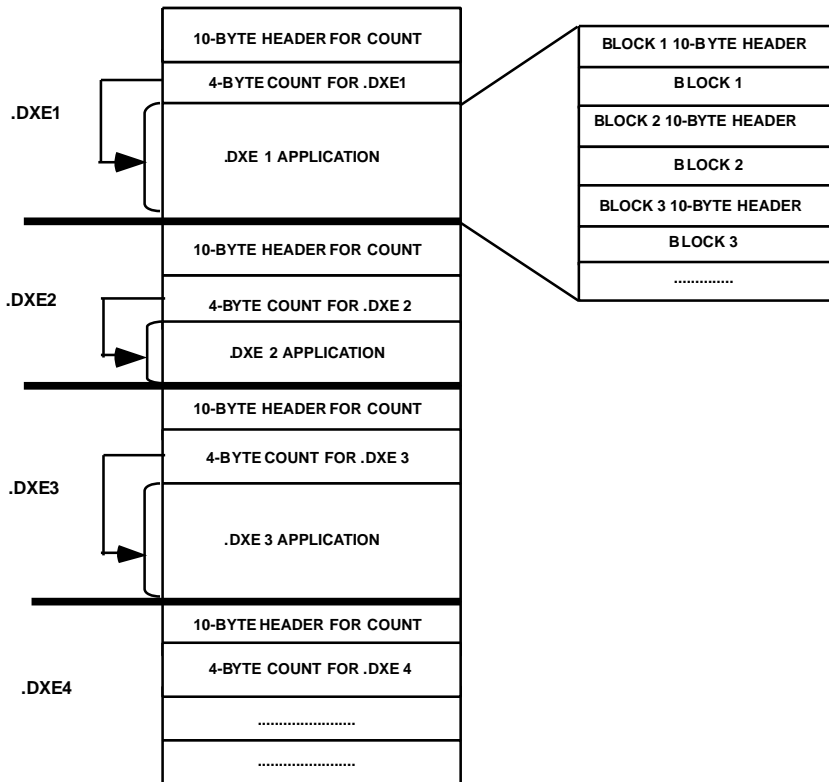 10-BYTE HEADER FOR COUNT
4-BYTE COUNT FOR .DXE1
.DXE1
.DXE 1 APPLICATION
10-BYTE HEADER FOR COUNT
.DXE2
4-BYTE COUNT FOR .DXE 2
.DXE 2 APPLICATION
10-BYTE HEADER FOR COUNT
4-BYTE COUNT FOR .DXE 3
.DXE3
.DXE 3 APPLICATION
10-BYTE HEADER FOR COUNT
4-BYTE COUNT FOR .DXE 4
.DXE4
.......................
.......................
BLOCK 1 10-BYTE HEADER
BLOCK 1
BLOCK 2 10-BYTE HEADER
BLOCK 2
BLOCK 3 10-BYTE HEADER
BLOCK 3
..............